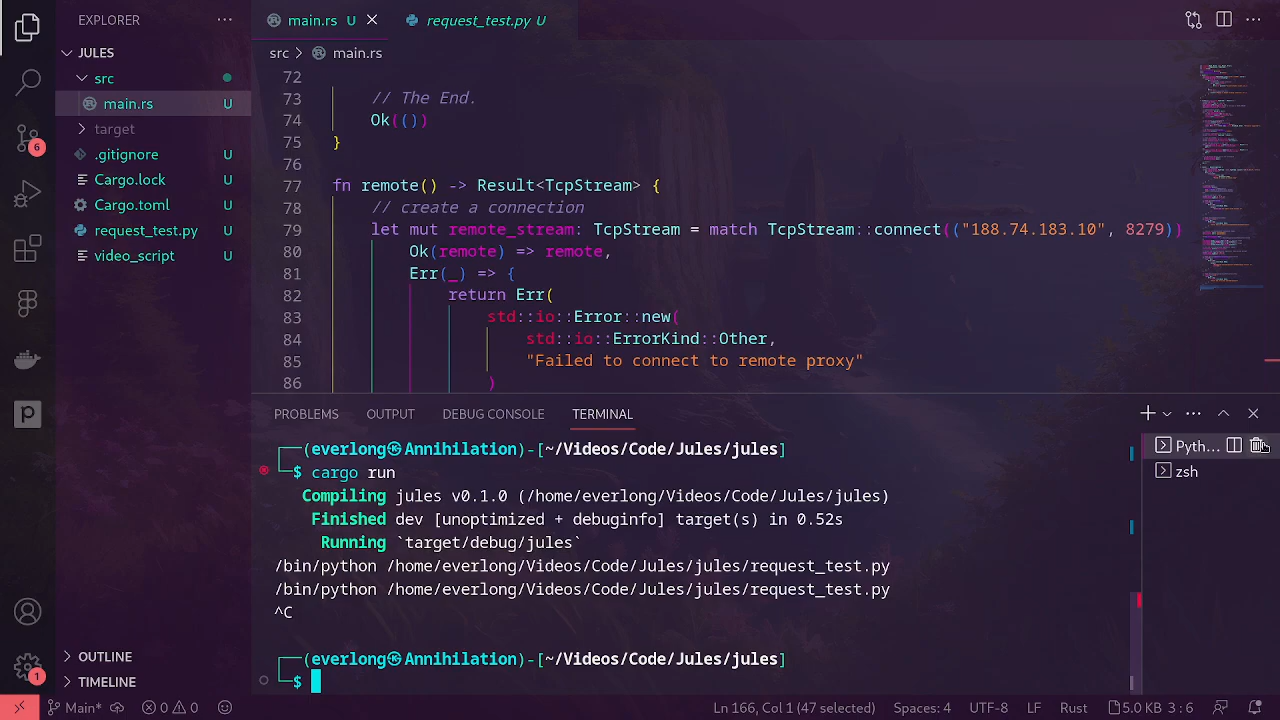 EXPLORER
JULES
src
main.rs U
target
.gitignore U
Cargo.lock U
Cargo.toml U
request_test.py U
video_script U
OUTLINE
TIMELINE
6
1
main.rs U
request_test.py U
src > main.rs
72
73 // The End.
74 Ok(())
75 }
76
77 fn remote() -> Result<TcpStream> {
78 // create a connection
79 let mut remote_stream: TcpStream = match TcpStream::connect(("188.74.183.10", 8279))
80 Ok(remote) => remote,
81 Err(_) => {
82 return Err(
83 std::io::Error::new(
84 std::io::ErrorKind::Other,
85 "Failed to connect to remote proxy"
86 )
PROBLEMS OUTPUT DEBUG CONSOLE TERMINAL
┌──(everlong㉿Annihilation)-[~/Videos/Code/Jules/jules]
└─$ cargo run
Compiling jules v0.1.0 (/home/everlong/Videos/Code/Jules/jules)
Finished dev [unoptimized + debuginfo] target(s) in 0.52s
Running `target/debug/jules`
/bin/python /home/everlong/Videos/Code/Jules/jules/request_test.py
/bin/python /home/everlong/Videos/Code/Jules/jules/request_test.py
^C
┌──(everlong㉿Annihilation)-[~/Videos/Code/Jules/jules]
└─$
Pyth...
zsh
Main* 0 0 Ln 166, Col 1 (47 selected) Spaces: 4 UTF-8 LF Rust 5.0 KB 3 : 6